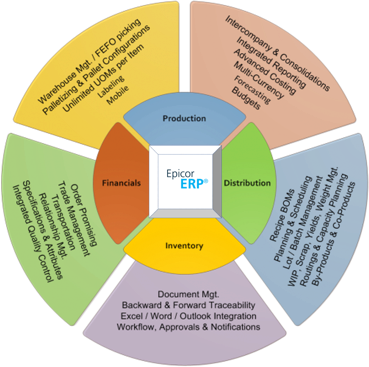 Warehouse Mgt. / FEFO picking
Palletizing & Pallet Configurations
Unlimited UOMs per Item
Labeling
Mobile
Intercompany & Consolidations
Integrated Reporting
Advanced Costing
Multi-Currency
Forecasting
Budgets
Production
Financials
Epicor
ERP®
Distribution
Inventory
Order Promising
Trade Management
Transportation
Relationship Mgt.
Specifications & Attributes
Integrated Quality Control
Recipe BOMs
Planning & Scheduling
Lot / Batch Management
WIP, Scrap, Yields, Weight Mgt.
Routings & Capacity Planning
By-Products & Co-Products
Document Mgt.
Backward & Forward Traceability
Excel / Word / Outlook Integration
Workflow, Approvals & Notifications